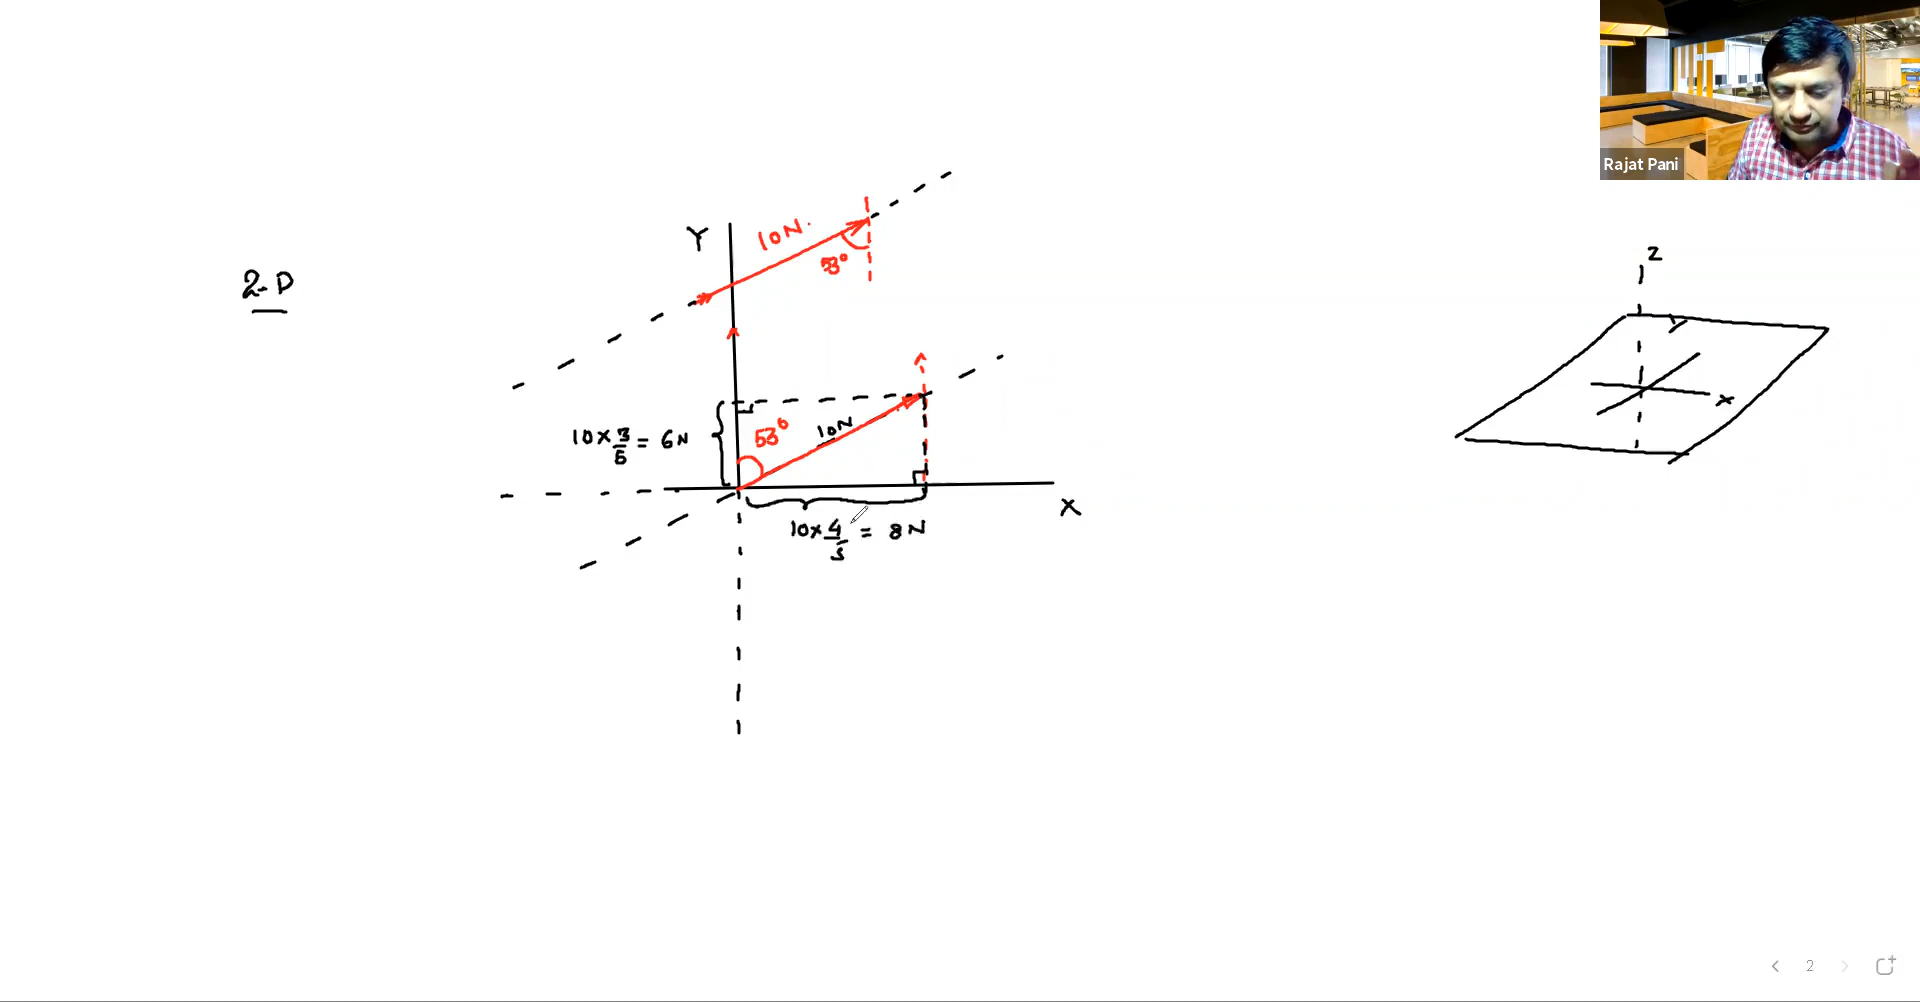 Rajat Pani
2-D
Y
10N.
53°
53°
10N
10×3/5 = 6N
X
10×4/5 = 8N
Z
Y
x
2